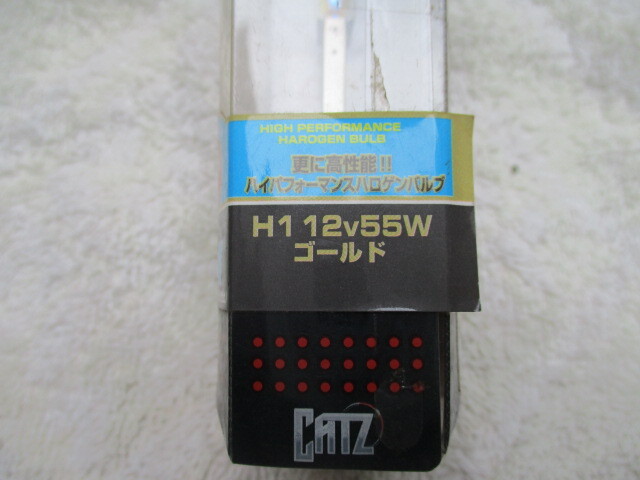 HIGH PERFORMANCE
HAROGEN BULB
更に高性能!!
ハイパフォーマンスハロゲンバルブ
H1 12v55W
ゴールド
CATZ